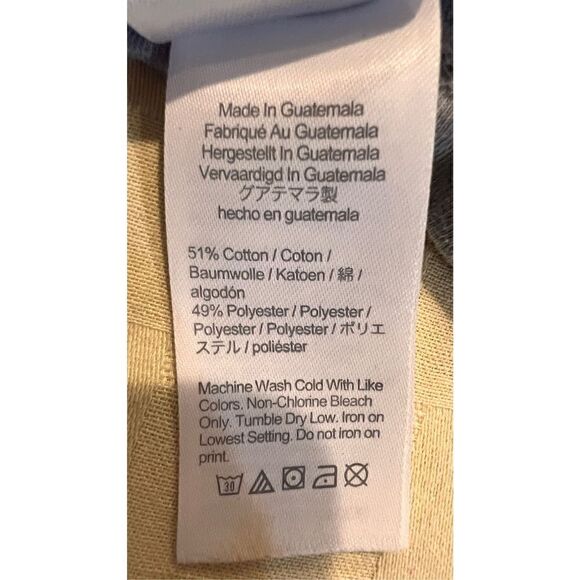 Made In Guatemala
Fabriqué Au Guatemala
Hergestellt In Guatemala
Vervaardigd In Guatemala
グアテマラ製
hecho en guatemala
51% Cotton / Coton /
Baumwolle / Katoen / 綿 /
algodón
49% Polyester / Polyester /
Polyester / Polyester / ポリエ
ステル / poliéster
Machine Wash Cold With Like
Colors. Non-Chlorine Bleach
Only. Tumble Dry Low. Iron on
Lowest Setting. Do not iron on
print.
30